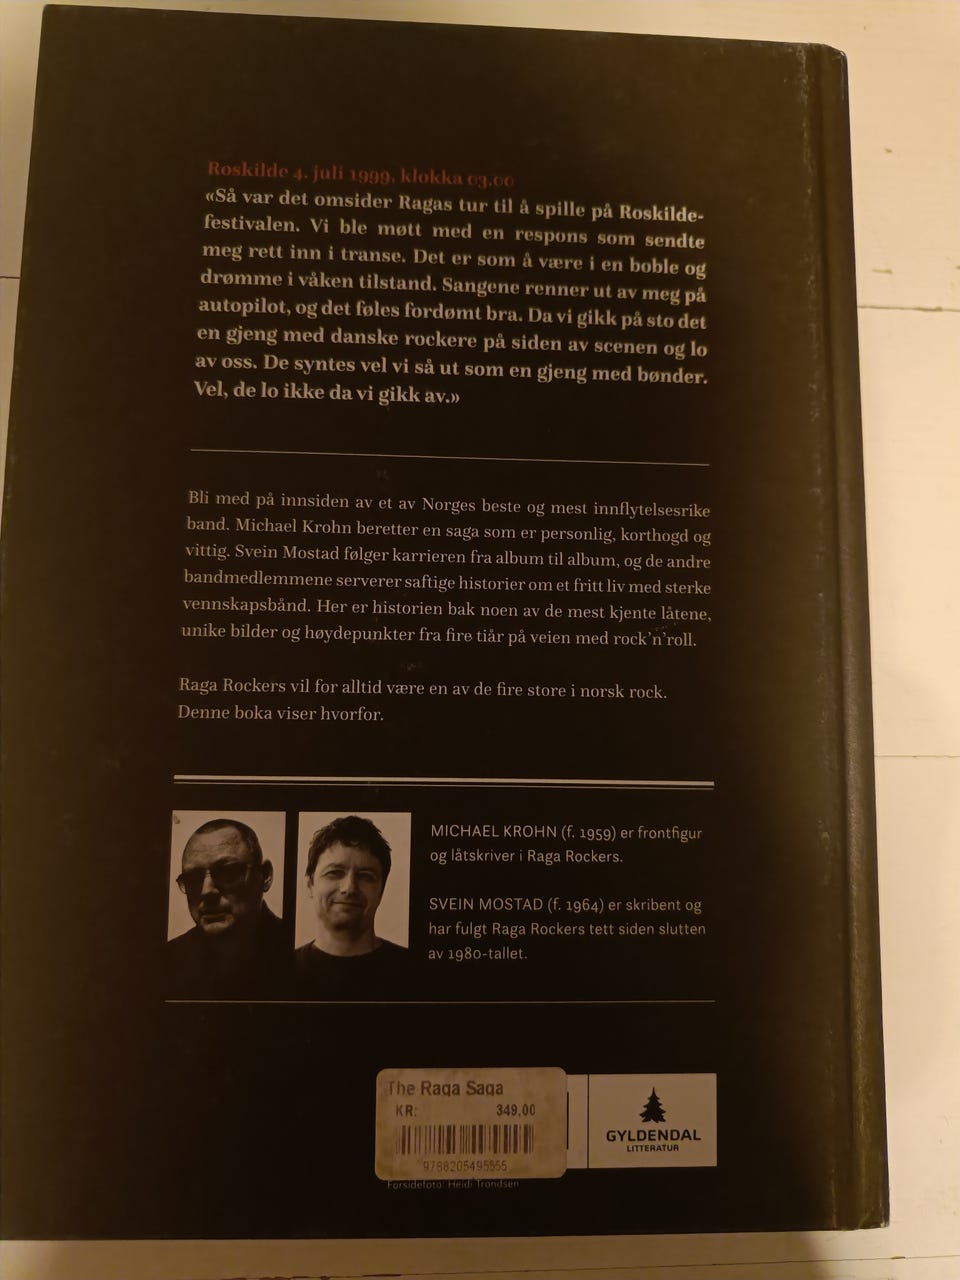 Roskilde 4. juli 1999, klokka 03.00
«Så var det omsider Ragas tur til å spille på Roskilde-
festivalen. Vi ble møtt med en respons som sendte
meg rett inn i transe. Det er som å være i en boble og
drømme i våken tilstand. Sangene renner ut av meg på
autopilot, og det føles fordømt bra. Da vi gikk på sto det
en gjeng med danske rockere på siden av scenen og lo
av oss. De syntes vel vi så ut som en gjeng med bønder.
Vel, de lo ikke da vi gikk av.»
Bli med på innsiden av et av Norges beste og mest innflytelsesrike
band. Michael Krohn beretter en saga som er personlig, korthogd og
vittig. Svein Mostad følger karrieren fra album til album, og de andre
bandmedlemmene serverer saftige historier om et fritt liv med sterke
vennskapsbånd. Her er historien bak noen av de mest kjente låtene,
unike bilder og høydepunkter fra fire tiår på veien med rock'n'roll.
Raga Rockers vil for alltid være en av de fire store i norsk rock.
Denne boka viser hvorfor.
MICHAEL KROHN (f. 1959) er frontfigur
og låtskriver i Raga Rockers.
SVEIN MOSTAD (f. 1964) er skribent og
har fulgt Raga Rockers tett siden slutten
av 1980-tallet.
The Raga Saga
KR: 349,00
9788205495555
GYLDENDAL
LITTERATUR
Forsidefoto: Heidi Trondsen